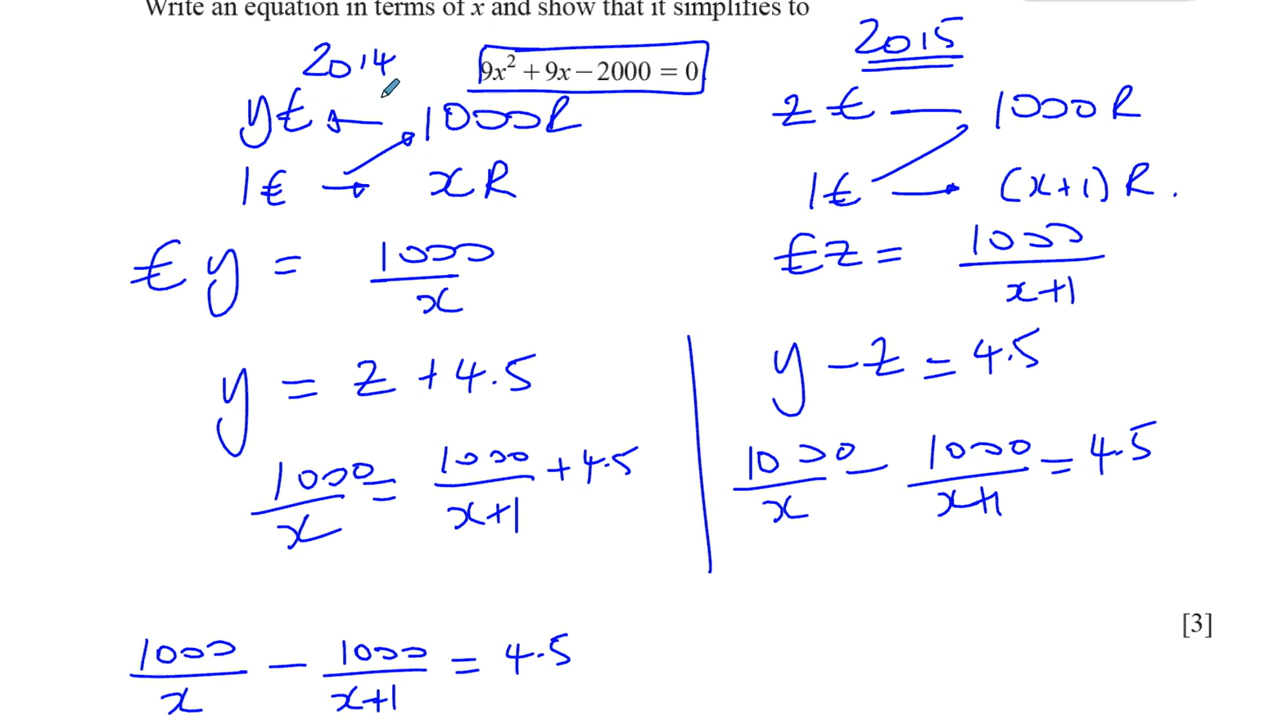 Write an equation in terms of x and show that it simplifies to
2014
9x² + 9x − 2000 = 0
2015
y€ ← 1000R
z € — 1000R
1€ → xR
1€ → (x+1)R.
€y = 1000/x
€z = 1000/(x+1)
y = z + 4.5
y − z = 4.5
1000/x = 1000/(x+1) + 4.5
1000/x − 1000/(x+1) = 4.5
[3]
1000/x − 1000/(x+1) = 4.5